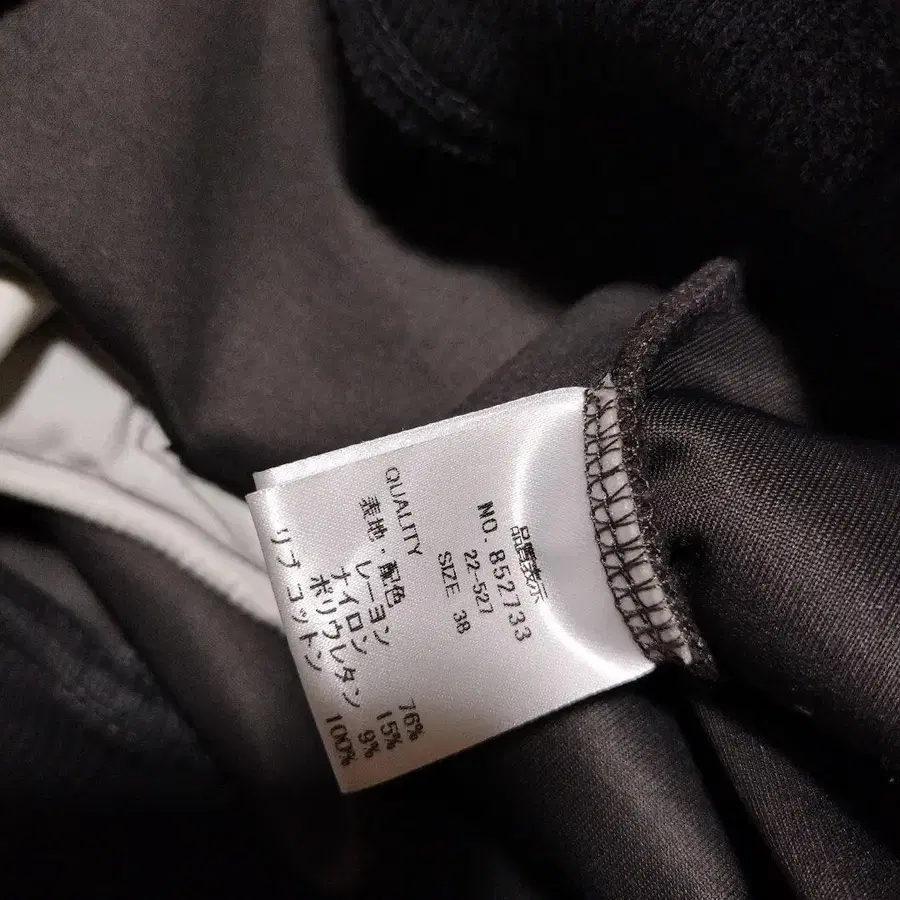 品質表示
NO. 852733
22-527
SIZE 38
QUALITY
表地・配色
レーヨン 76%
ナイロン 15%
ポリウレタン 9%
リブ コットン 100%